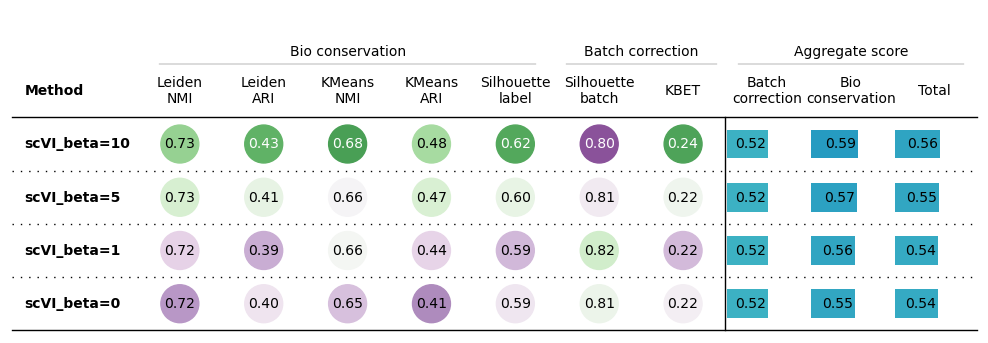 Bio conservation Batch correction Aggregate score
Method Leiden NMI Leiden ARI KMeans NMI KMeans ARI Silhouette label Silhouette batch KBET Batch correction Bio conservation Total
scVI_beta=10 0.73 0.43 0.68 0.48 0.62 0.80 0.24 0.52 0.59 0.56
scVI_beta=5 0.73 0.41 0.66 0.47 0.60 0.81 0.22 0.52 0.57 0.55
scVI_beta=1 0.72 0.39 0.66 0.44 0.59 0.82 0.22 0.52 0.56 0.54
scVI_beta=0 0.72 0.40 0.65 0.41 0.59 0.81 0.22 0.52 0.55 0.54